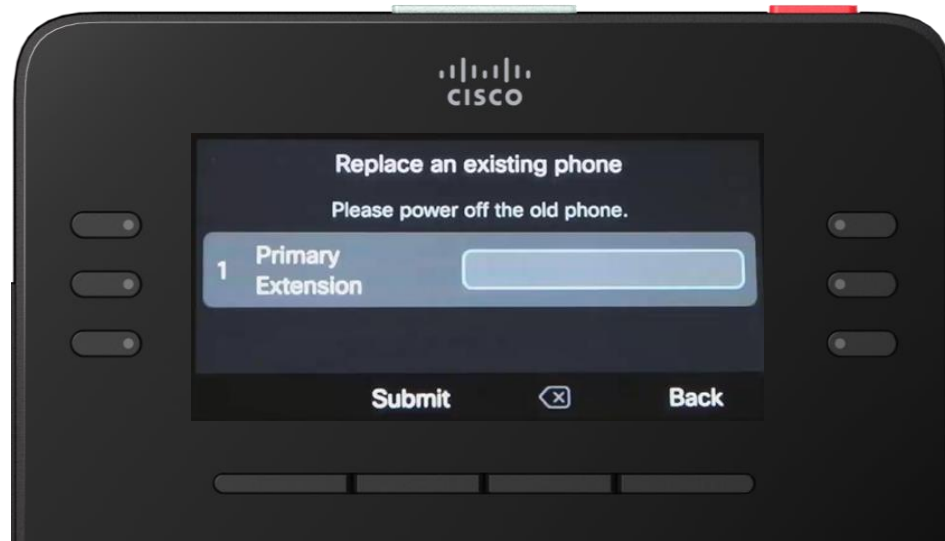 CISCO
Replace an existing phone
Please power off the old phone.
1 Primary
Extension
Submit Back